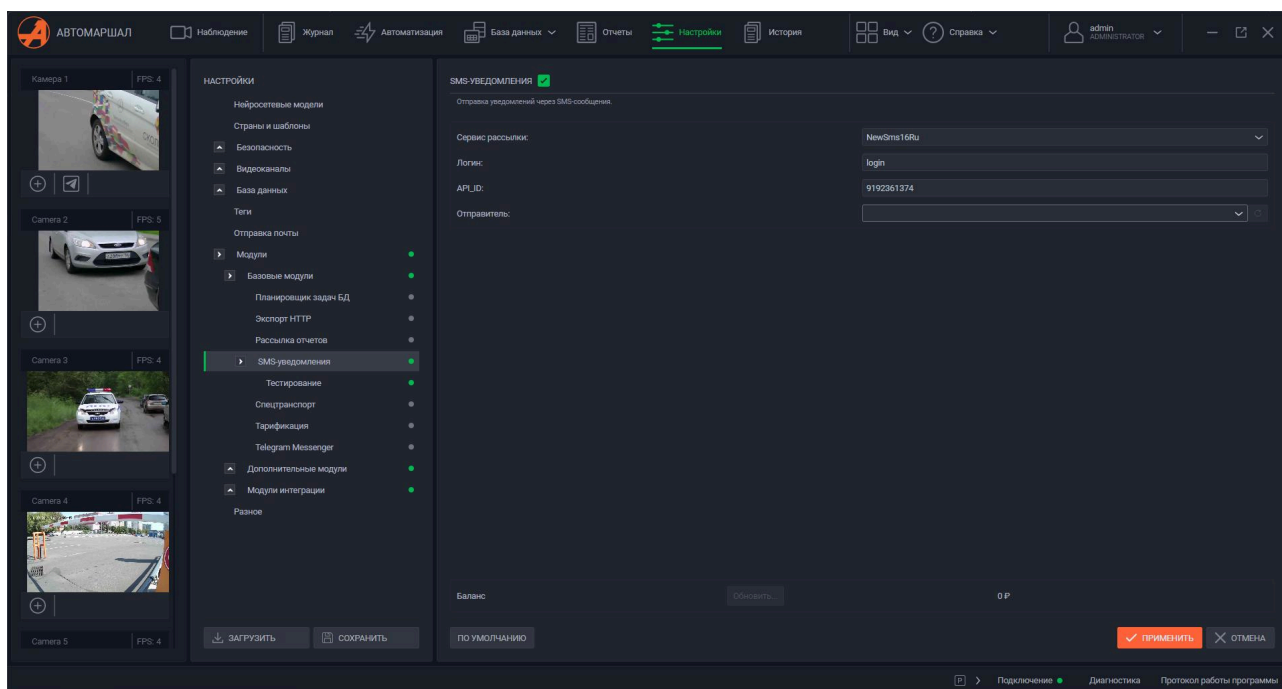 АВТОМАРШАЛ Наблюдение Журнал Автоматизация База данных Отчеты Настройки История Вид Справка admin
ADMINISTRATOR
Камера 1 FPS: 4
Camera 2 FPS: 5
Camera 3 FPS: 4
Camera 4 FPS: 4
Camera 5 FPS: 4
НАСТРОЙКИ
Нейросетевые модели
Страны и шаблоны
Безопасность
Видеоканалы
База данных
Теги
Отправка почты
Модули
Базовые модули
Планировщик задач БД
Экспорт HTTP
Рассылка отчетов
SMS-уведомления
Тестирование
Спецтранспорт
Тарификация
Telegram Messenger
Дополнительные модули
Модули интеграции
Разное
ЗАГРУЗИТЬ СОХРАНИТЬ
SMS-УВЕДОМЛЕНИЯ
Отправка уведомлений через SMS-сообщения.
Сервис рассылки: NewSms16Ru
Логин: login
API_ID: 9192361374
Отправитель:
Баланс Обновить... 0 ₽
ПО УМОЛЧАНИЮ ПРИМЕНИТЬ ОТМЕНА
P Подключение Диагностика Протокол работы программы